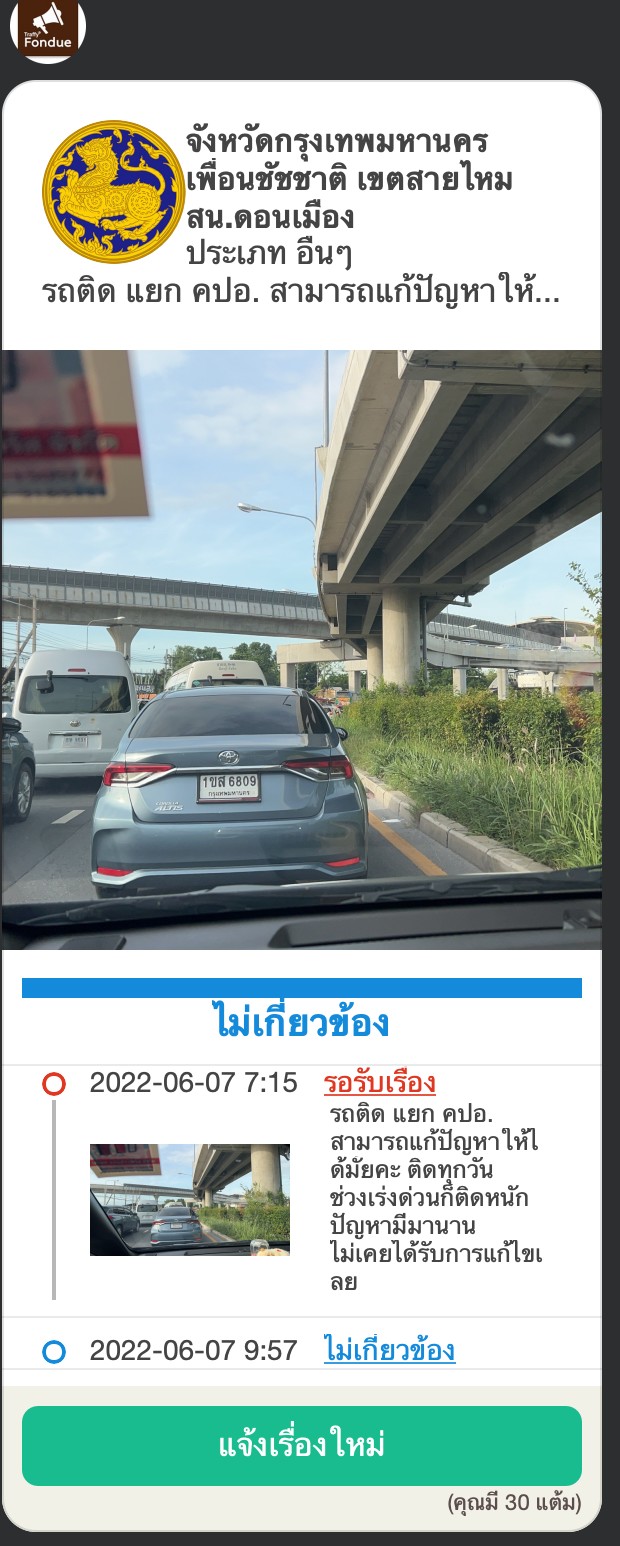 Traffy
Fondue
จังหวัดกรุงเทพมหานคร
เพื่อนชัชชาติ เขตสายไหม
สน.ดอนเมือง
ประเภท อื่นๆ
รถติด แยก คปอ. สามารถแก้ปัญหาให้...
1ขส 6809
กรุงเทพมหานคร
ALTIS
ไม่เกี่ยวข้อง
2022-06-07 7:15 รอรับเรื่อง
รถติด แยก คปอ.
สามารถแก้ปัญหาให้ไ
ด้มัยคะ ติดทุกวัน
ช่วงเร่งด่วนก็ติดหนัก
ปัญหามีมานาน
ไม่เคยได้รับการแก้ไขเ
ลย
2022-06-07 9:57 ไม่เกี่ยวข้อง
แจ้งเรื่องใหม่
(คุณมี 30 แต้ม)